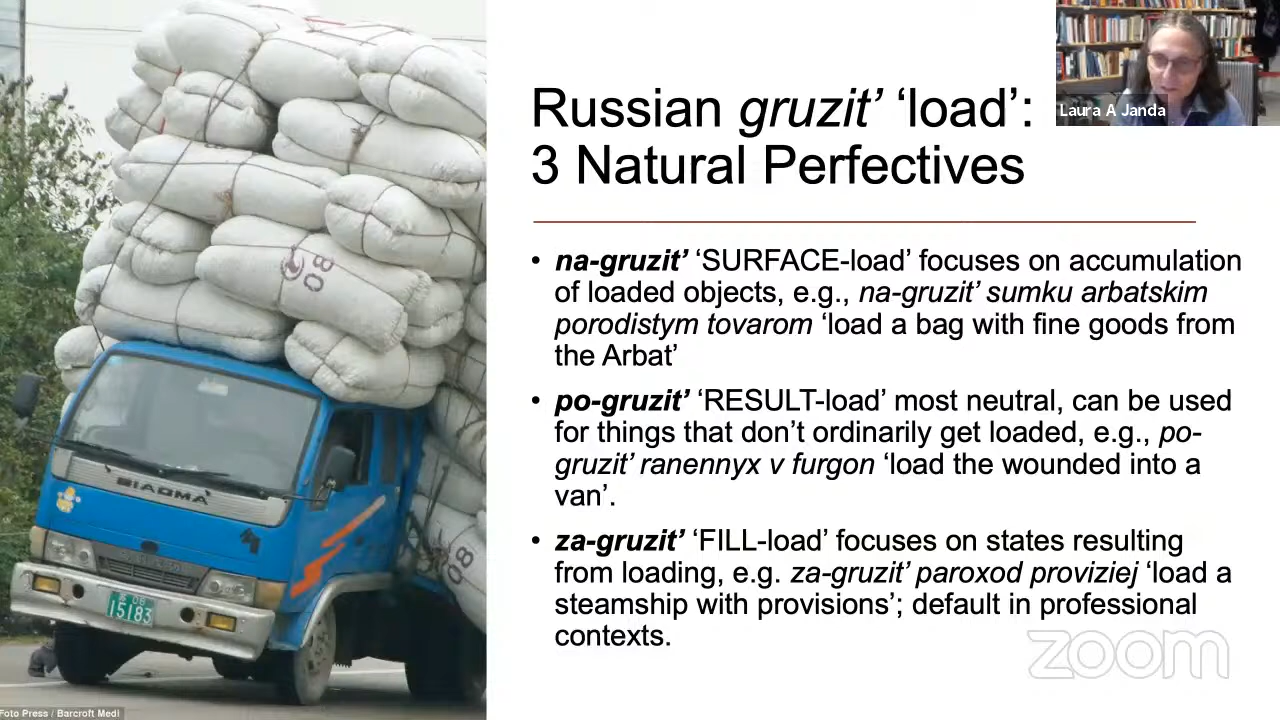 Laura A Janda
Russian gruzit’ ‘load’:
3 Natural Perfectives
• na-gruzit’ ‘SURFACE-load’ focuses on accumulation
of loaded objects, e.g., na-gruzit’ sumku arbatskim
porodistym tovarom ‘load a bag with fine goods from
the Arbat’
• po-gruzit’ ‘RESULT-load’ most neutral, can be used
for things that don’t ordinarily get loaded, e.g., po-
gruzit’ ranennyx v furgon ‘load the wounded into a
van’.
• za-gruzit’ ‘FILL-load’ focuses on states resulting
from loading, e.g. za-gruzit’ paroxod proviziej ‘load a
steamship with provisions’; default in professional
contexts.
80
80
15183
Foto Press / Barcroft Medi
zoom